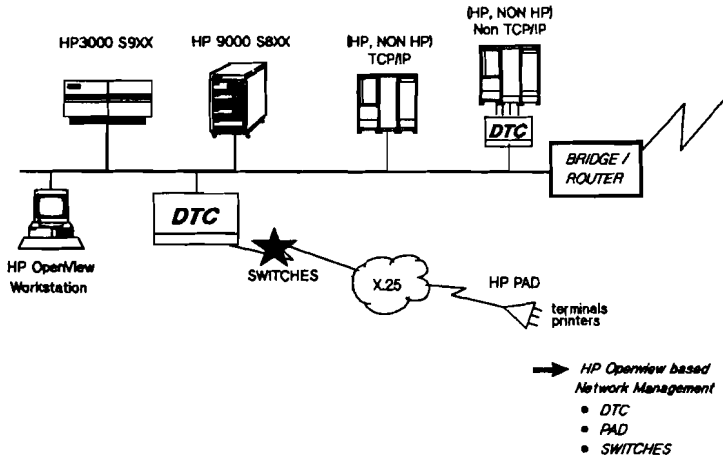 (HP, NON HP)
Non TCP/IP
HP3000 S9XX
HP 9000 S8XX
(HP, NON HP)
TCP/IP
DTC
BRIDGE /
ROUTER
DTC
HP OpenView
Workstation
SWITCHES
X.25
HP PAD
terminals
printers
HP Openview based
Network Management
• DTC
• PAD
• SWITCHES